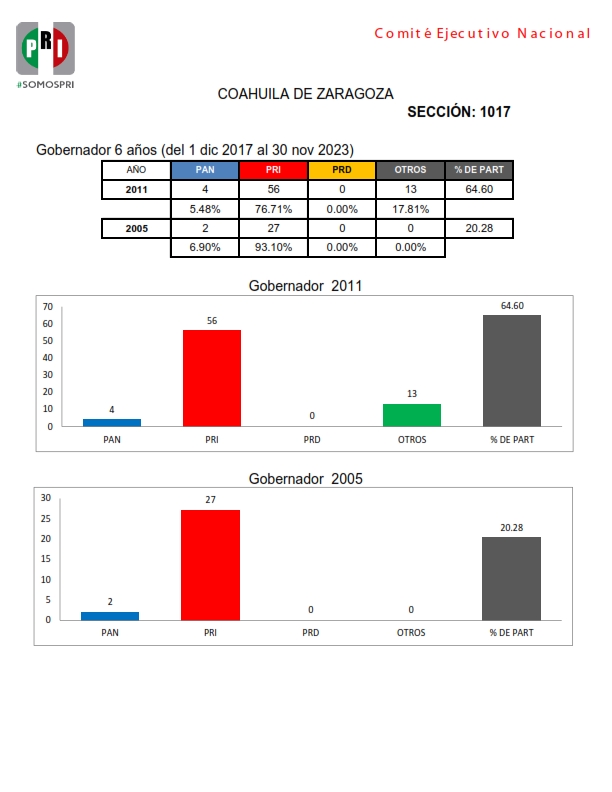 PRI
#SOMOSPRI
Comité Ejecutivo Nacional
COAHUILA DE ZARAGOZA
SECCIÓN: 1017
Gobernador 6 años (del 1 dic 2017 al 30 nov 2023)
AÑO PAN PRI PRD OTROS % DE PART
2011 4 56 0 13 64.60
5.48% 76.71% 0.00% 17.81%
2005 2 27 0 0 20.28
6.90% 93.10% 0.00% 0.00%
Gobernador 2011
70
60
50
40
30
20
10
0
4
56
0
13
64.60
PAN PRI PRD OTROS % DE PART
Gobernador 2005
30
25
20
15
10
5
0
2
27
0
0
20.28
PAN PRI PRD OTROS % DE PART